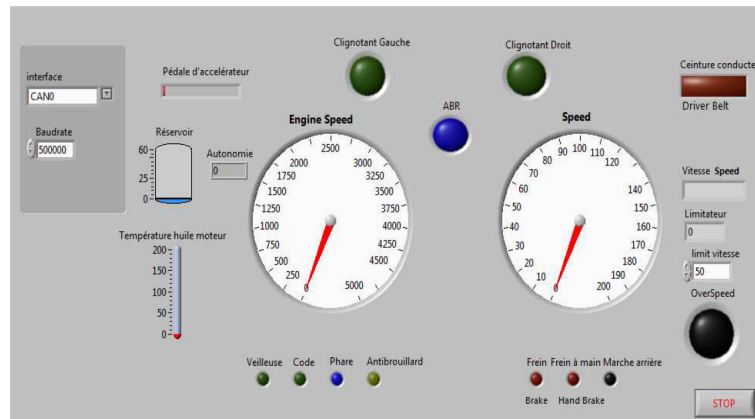 Clignotant Gauche
Clignotant Droit
interface
CAN0
Baudrate
500000
Pédale d'accélérateur
ABR
Ceinture conducte
Driver Belt
Réservoir
60
25
0
Autonomie
0
Engine Speed
0
250
500
750
1000
1250
1500
1750
2000
2500
3000
3250
3500
3750
4000
4250
4500
5000
Speed
0
10
20
30
40
50
60
70
80
90
100
110
120
140
150
160
170
190
200
Vitesse Speed
Limitateur
0
limit vitesse
50
OverSpeed
Température huile moteur
200
150
100
50
0
Veilleuse Code Phare Antibrouillard
Frein Frein à main Marche arrière
Brake Hand Brake
STOP